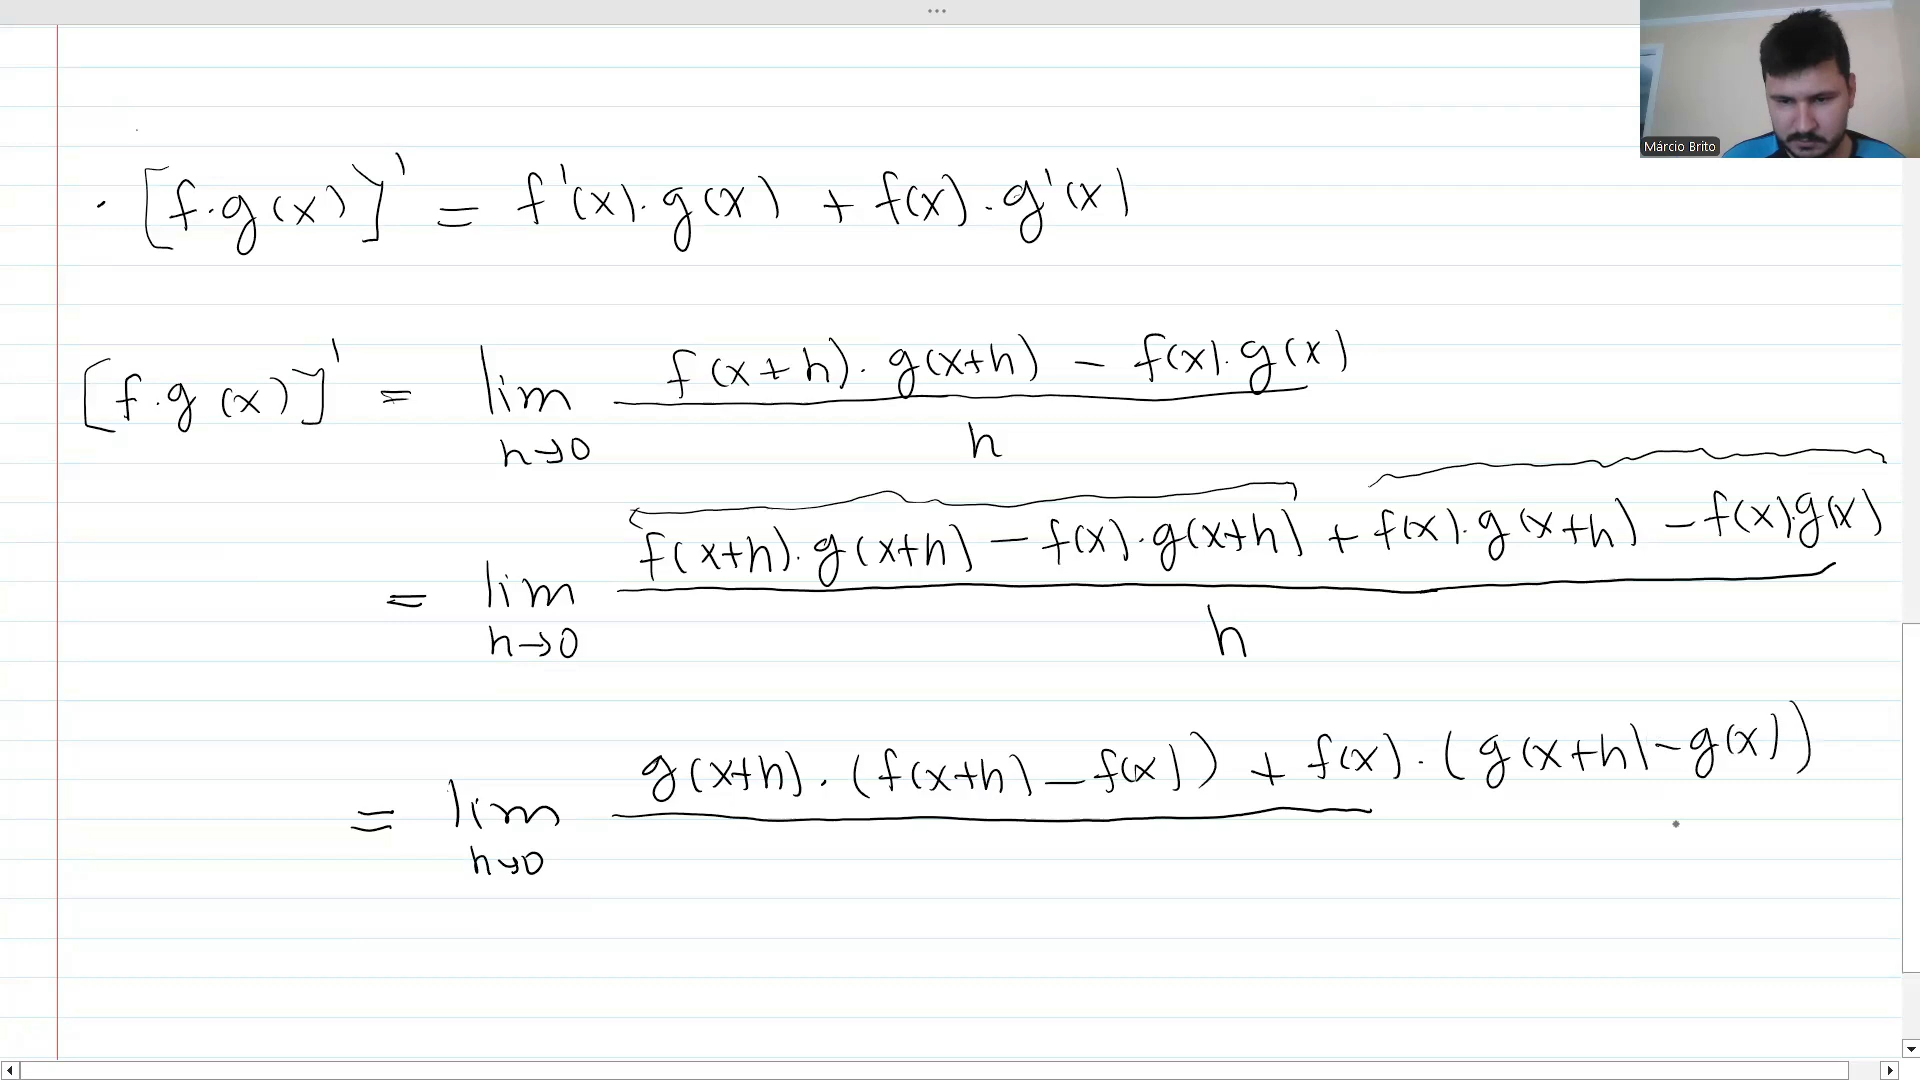 Márcio Brito
· [f·g(x)]' = f'(x)·g(x) + f(x)·g'(x)
[f·g(x)]' = lim h→0 f(x+h)·g(x+h) − f(x)·g(x) / h
= lim h→0 f(x+h)·g(x+h) − f(x)·g(x+h) + f(x)·g(x+h) − f(x)·g(x) / h
= lim h→0 g(x+h)·(f(x+h) − f(x)) + f(x)·(g(x+h) − g(x))